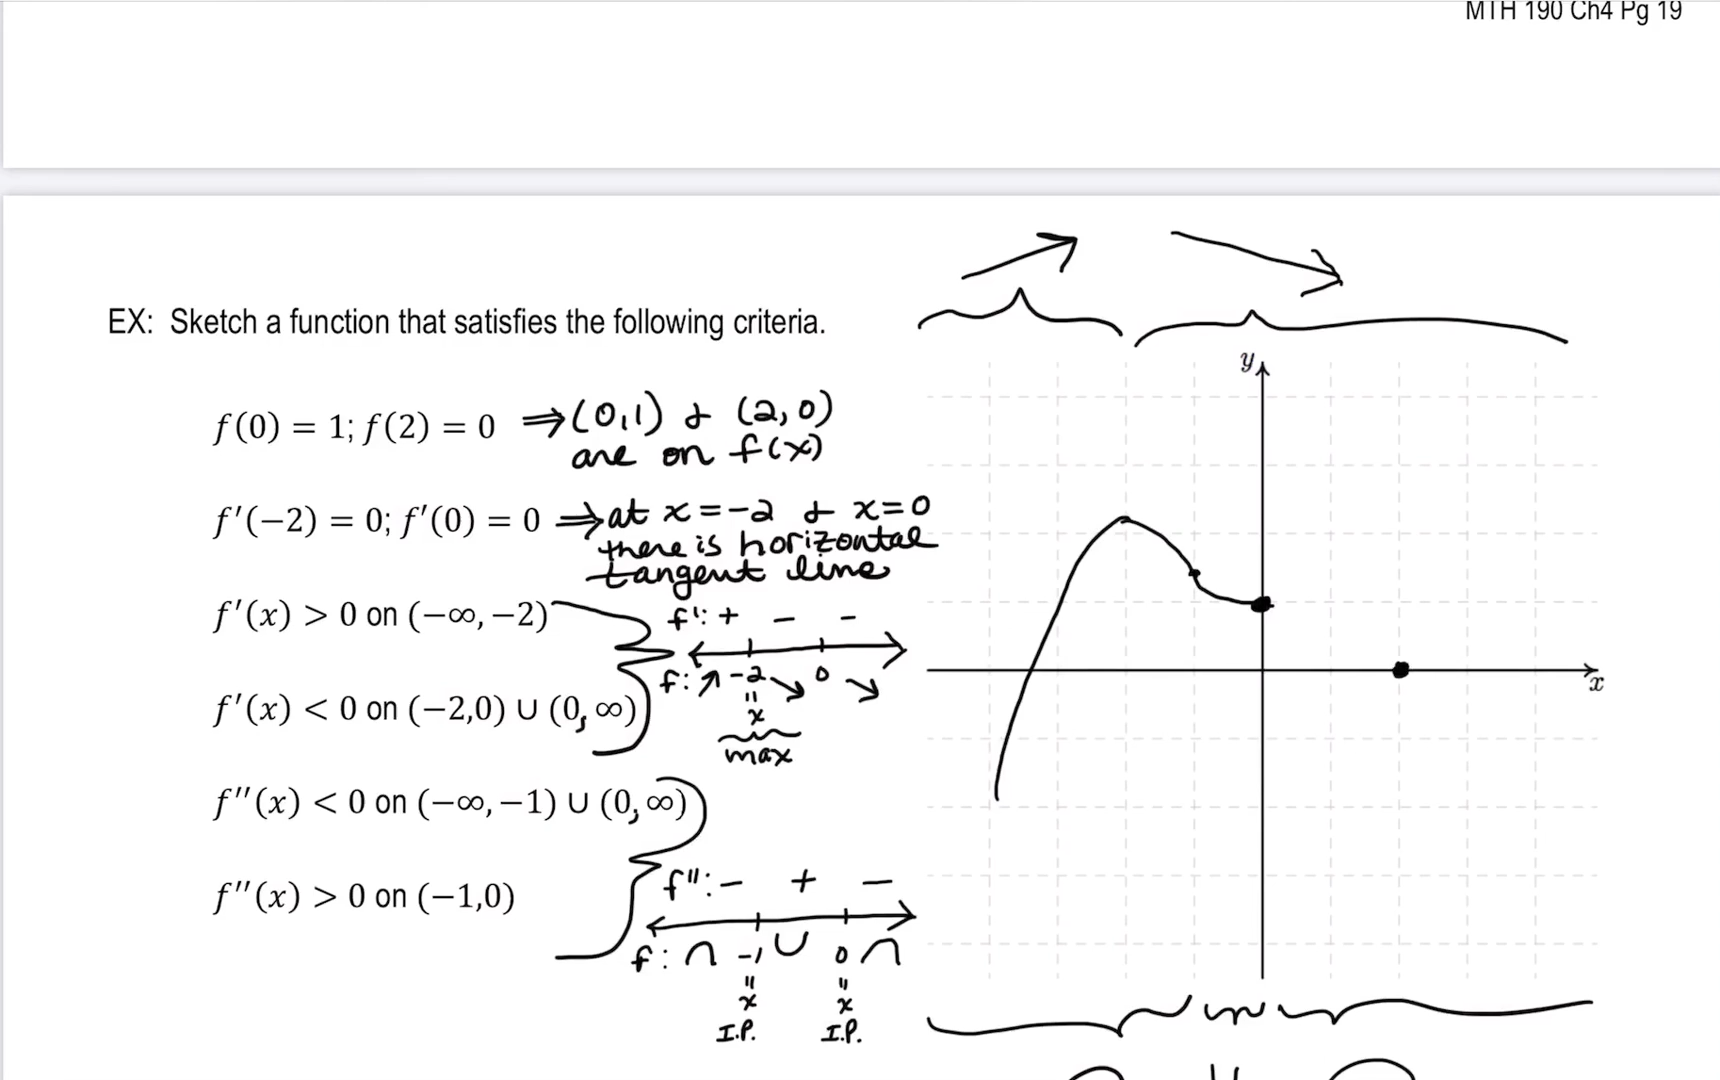 MTH 190 Ch4 Pg 19
EX: Sketch a function that satisfies the following criteria.
f(0) = 1; f(2) = 0 ⇒ (0,1) & (2,0)
are on f(x)
f′(−2) = 0; f′(0) = 0 ⇒ at x = -2 & x = 0
there is horizontal
tangent line
f′(x) > 0 on (−∞, −2)
f': + − −
f: ↗ -2 ↘ 0 ↘
"
x
max
f′(x) < 0 on (−2,0) ∪ (0, ∞)
f″(x) < 0 on (−∞, −1) ∪ (0, ∞)
f″(x) > 0 on (−1,0)
f": − + −
f: ∩ -1 ∪ 0 ∩
" "
x x
I.P. I.P.
y
x